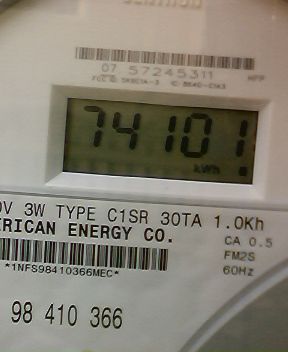 07 57245311
74101
kWh
0V 3W TYPE C1SR 30TA 1.0Kh
ERICAN ENERGY CO.
CA 0.5
FM2S
60Hz
*1NFS98410366MEC*
98 410 366